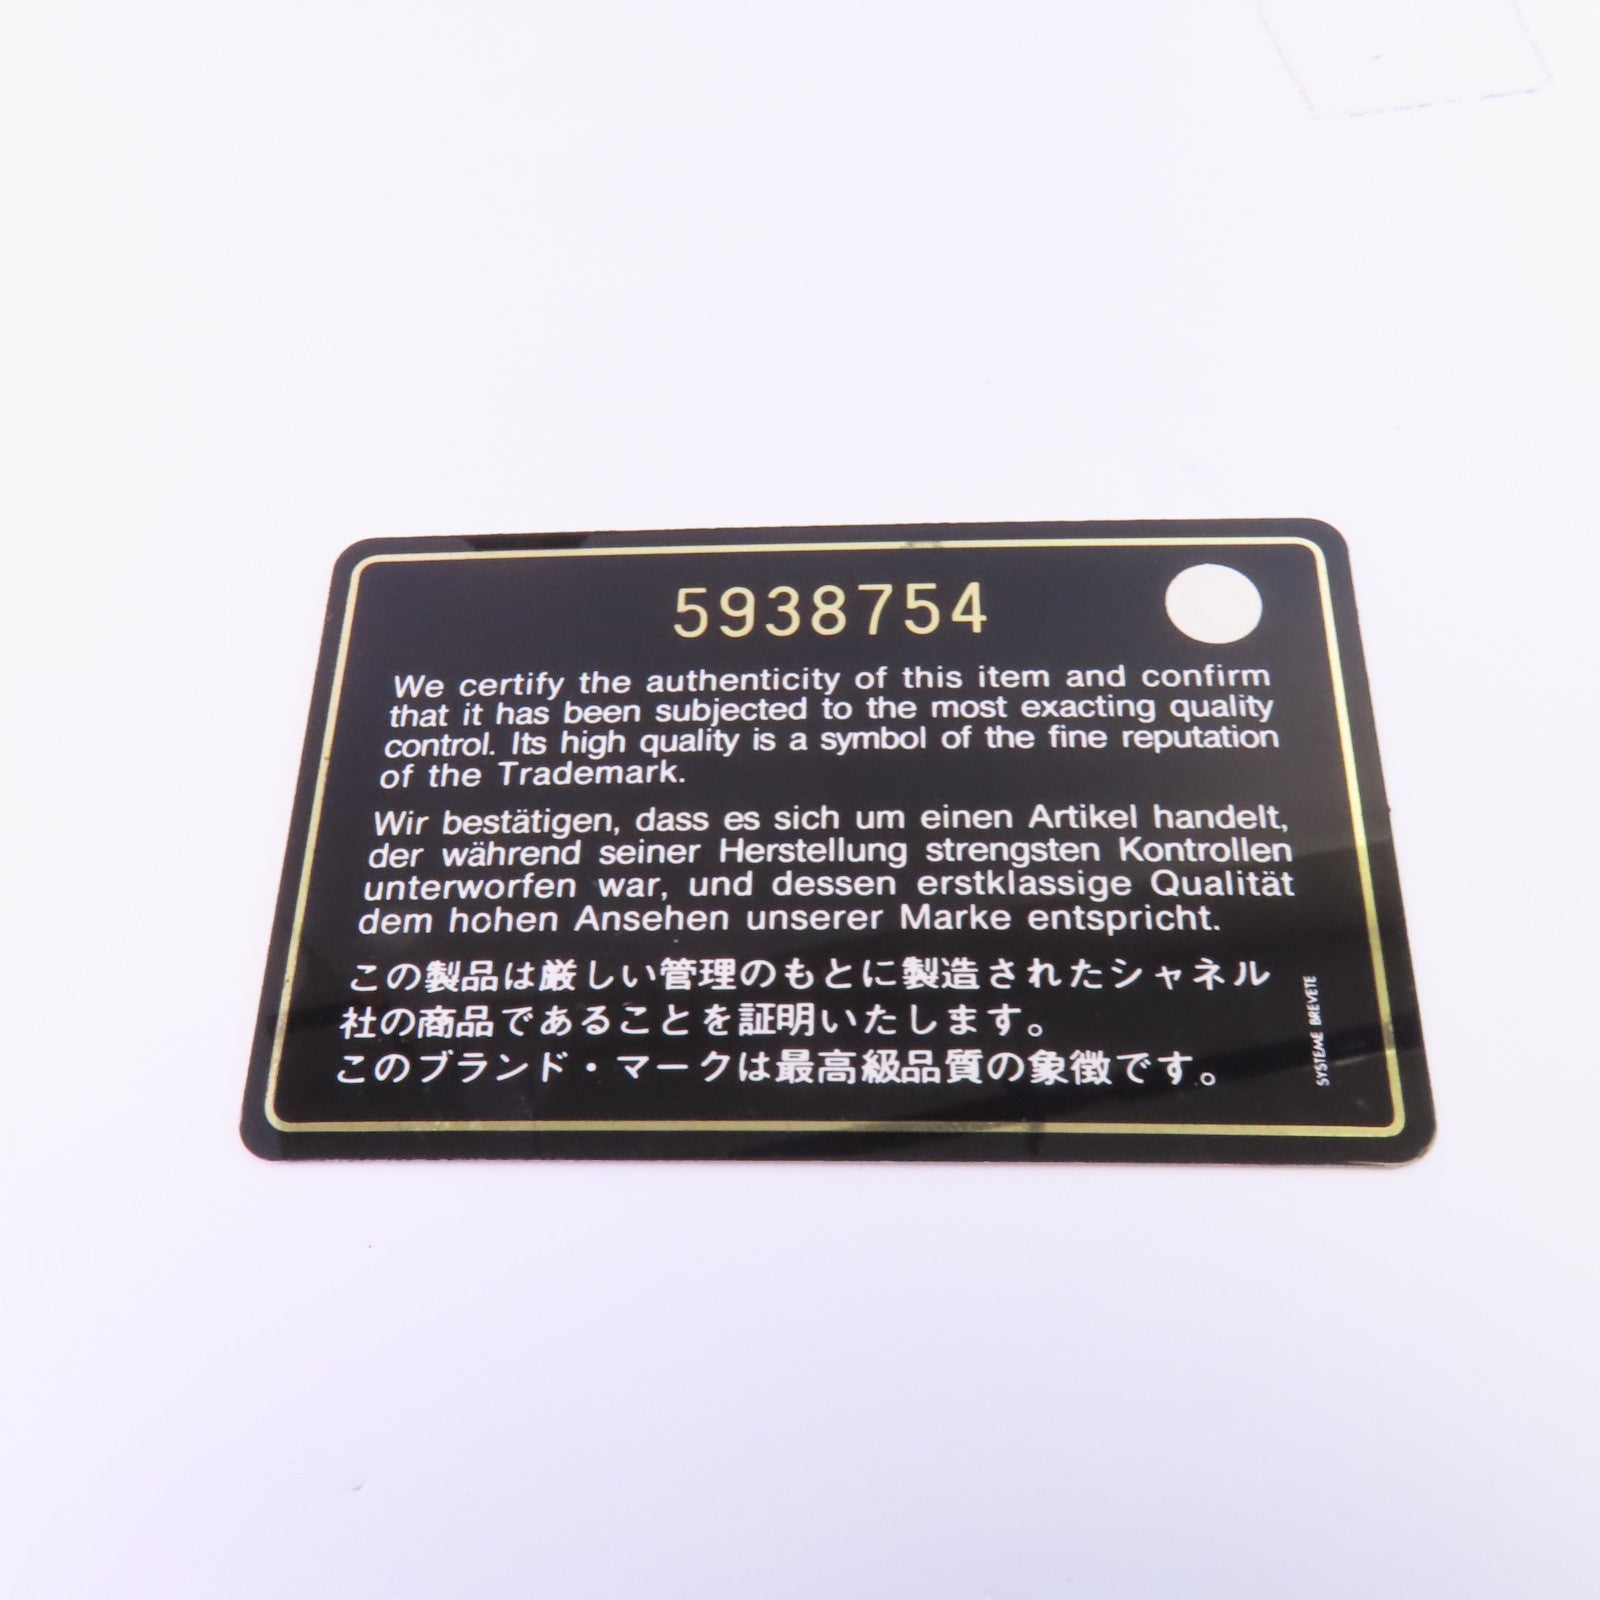 5938754
We certify the authenticity of this item and confirm
that it has been subjected to the most exacting quality
control. Its high quality is a symbol of the fine reputation
of the Trademark.
Wir bestätigen, dass es sich um einen Artikel handelt,
der während seiner Herstellung strengsten Kontrollen
unterworfen war, und dessen erstklassige Qualität
dem hohen Ansehen unserer Marke entspricht.
この製品は厳しい管理のもとに製造されたシャネル
社の商品であることを証明いたします。
このブランド・マークは最高級品質の象徴です。
SYSTEME BREVETE